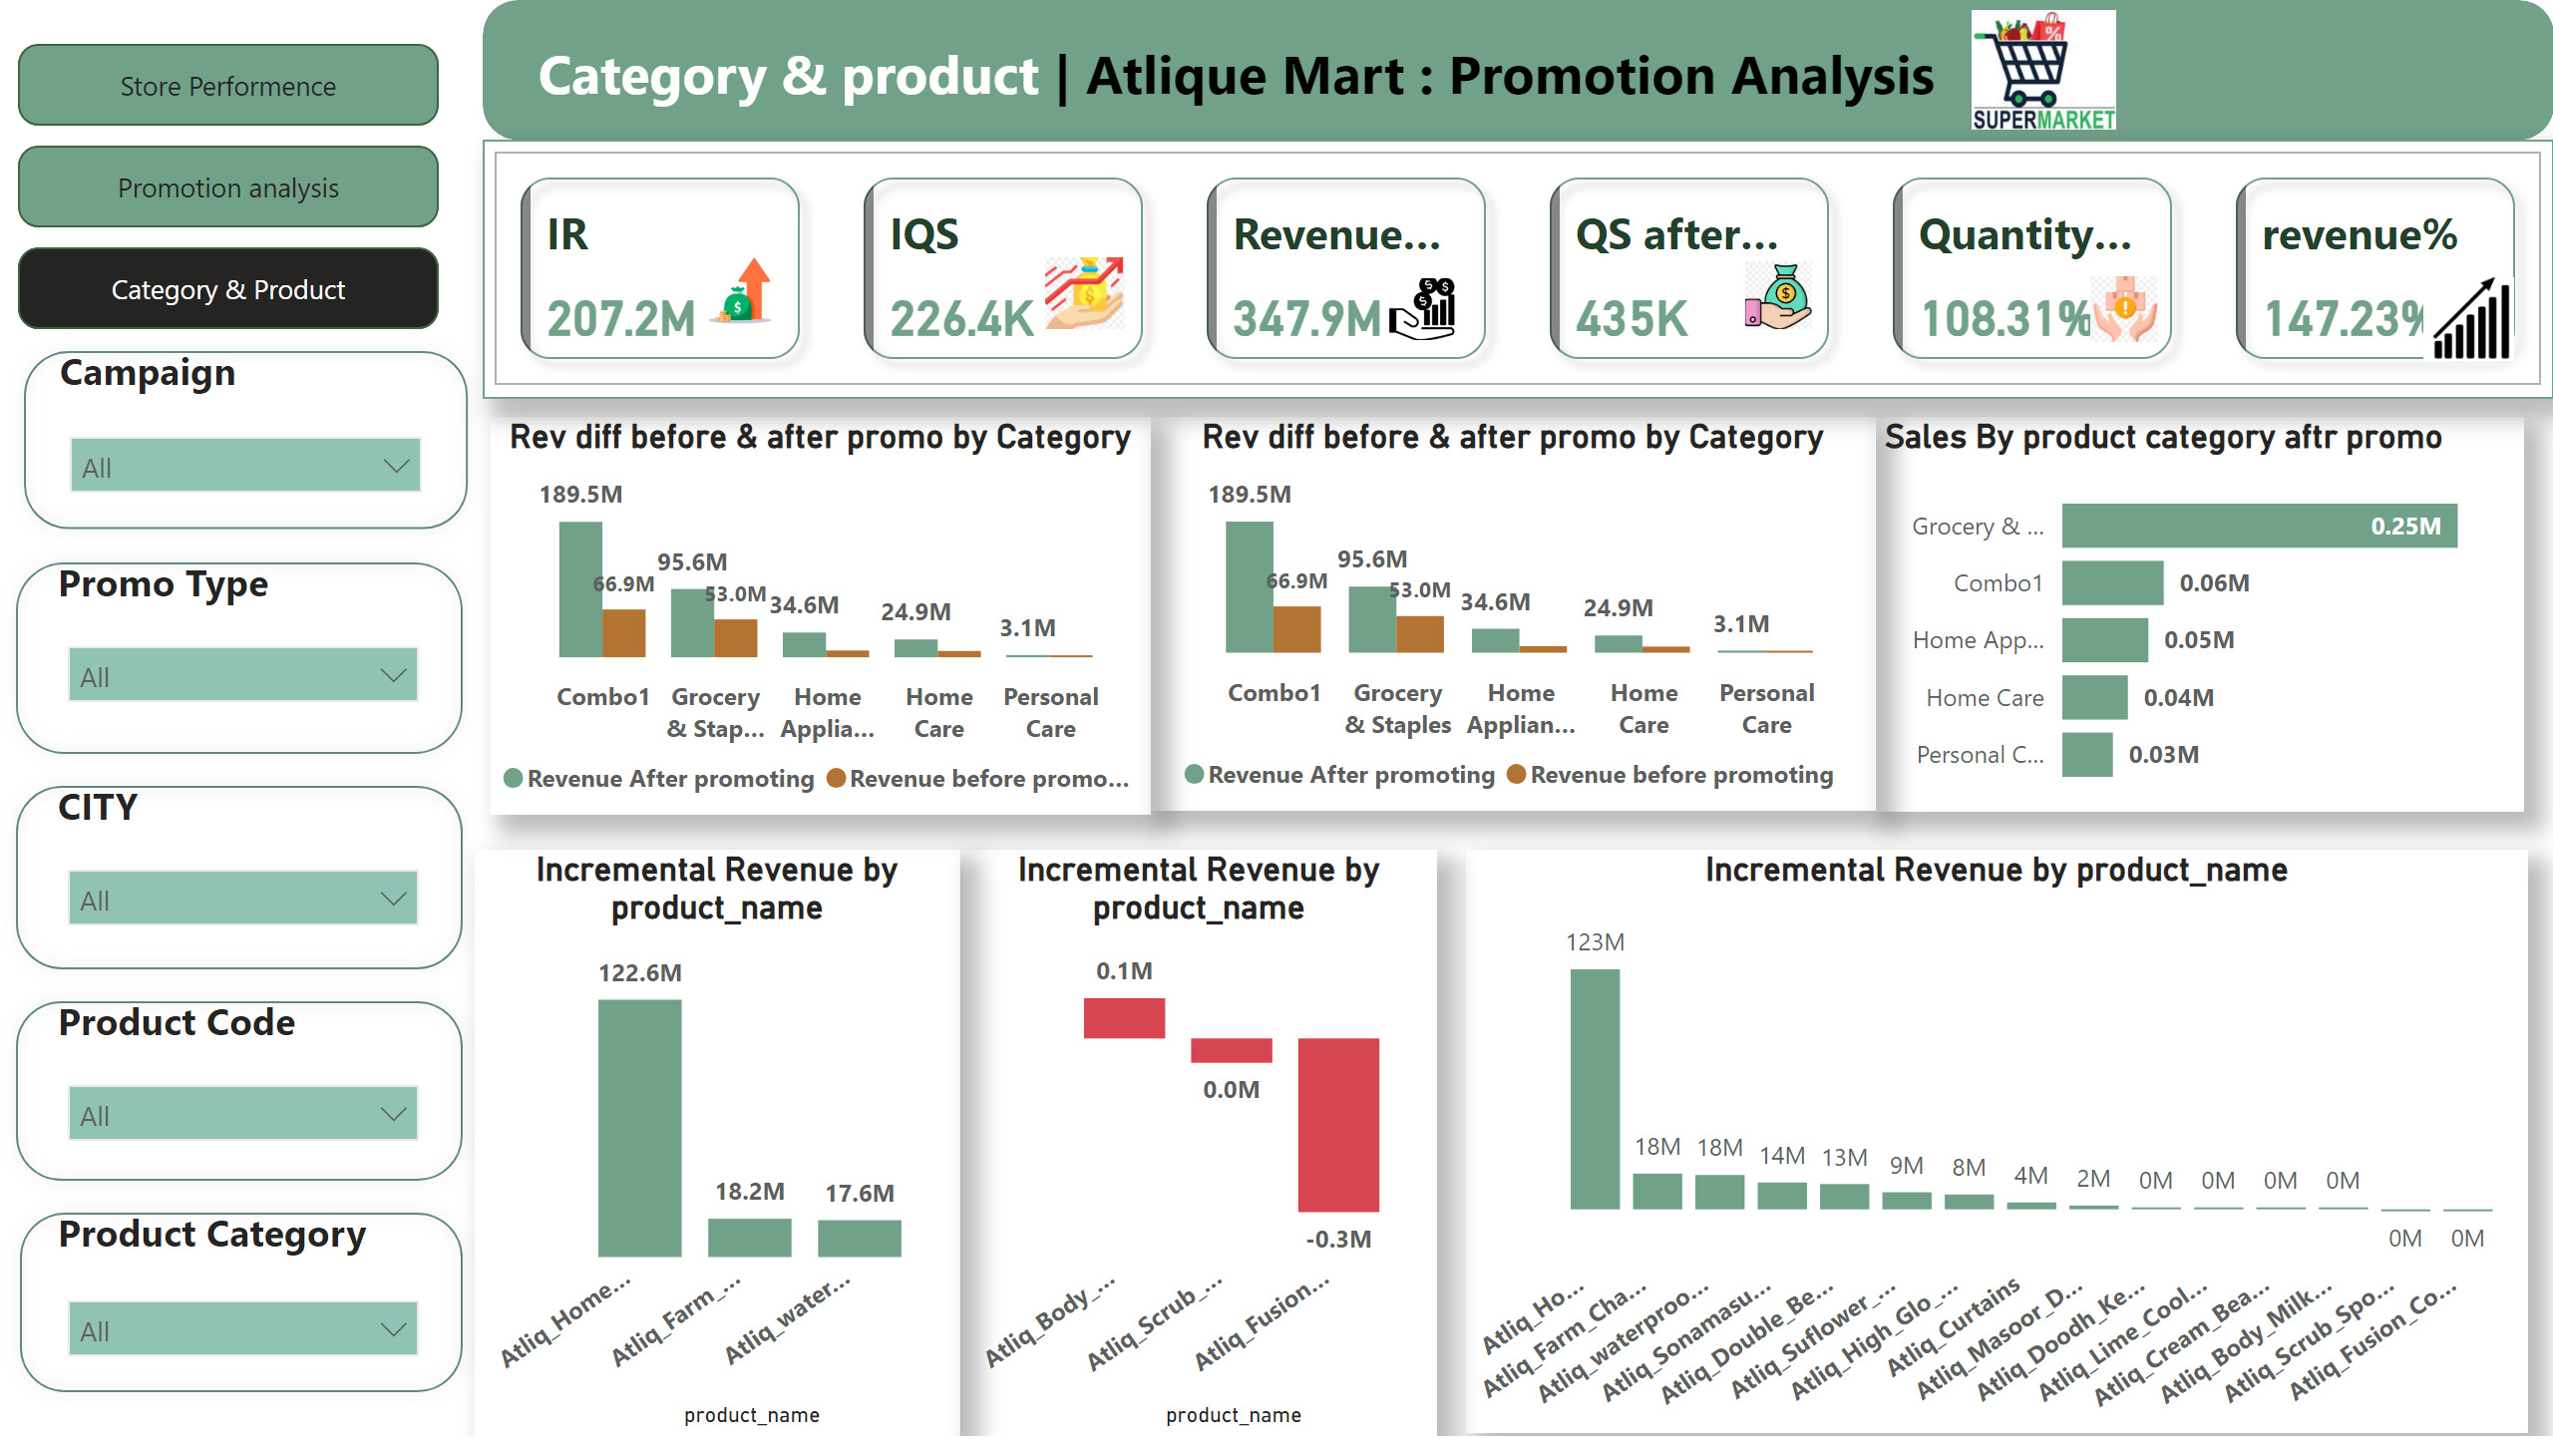 Store Performence
Promotion analysis
Category & Product
Campaign
All
Promo Type
All
CITY
All
Product Code
All
Product Category
All
Category & product | Atlique Mart : Promotion Analysis
SUPERMARKET
IR
207.2M
IQS
226.4K
Revenue...
347.9M
QS after...
435K
Quantity...
108.31%
revenue%
147.23%
Rev diff before & after promo by Category
189.5M
66.9M
95.6M
53.0M
34.6M
24.9M
3.1M
Combo1
Grocery
& Stap...
Home
Applia...
Home
Care
Personal
Care
Revenue After promoting
Revenue before promo...
Rev diff before & after promo by Category
189.5M
66.9M
95.6M
53.0M
34.6M
24.9M
3.1M
Combo1
Grocery
& Staples
Home
Applian...
Home
Care
Personal
Care
Revenue After promoting
Revenue before promoting
Sales By product category aftr promo
Grocery & ...
0.25M
Combo1
0.06M
Home App...
0.05M
Home Care
0.04M
Personal C...
0.03M
Incremental Revenue by
product_name
122.6M
18.2M
17.6M
Atliq_Home...
Atliq_Farm_...
Atliq_water...
product_name
Incremental Revenue by
product_name
0.1M
0.0M
-0.3M
Atliq_Body_...
Atliq_Scrub_...
Atliq_Fusion...
product_name
Incremental Revenue by product_name
123M
18M
18M
14M
13M
9M
8M
4M
2M
0M
0M
0M
0M
0M
0M
Atliq_Ho...
Atliq_Farm_Cha...
Atliq_waterproo...
Atliq_Sonamasu...
Atliq_Double_Be...
Atliq_Suflower_...
Atliq_High_Glo_...
Atliq_Curtains
Atliq_Masoor_D...
Atliq_Doodh_Ke...
Atliq_Lime_Cool...
Atliq_Cream_Bea...
Atliq_Body_Milk...
Atliq_Scrub_Spo...
Atliq_Fusion_Co...